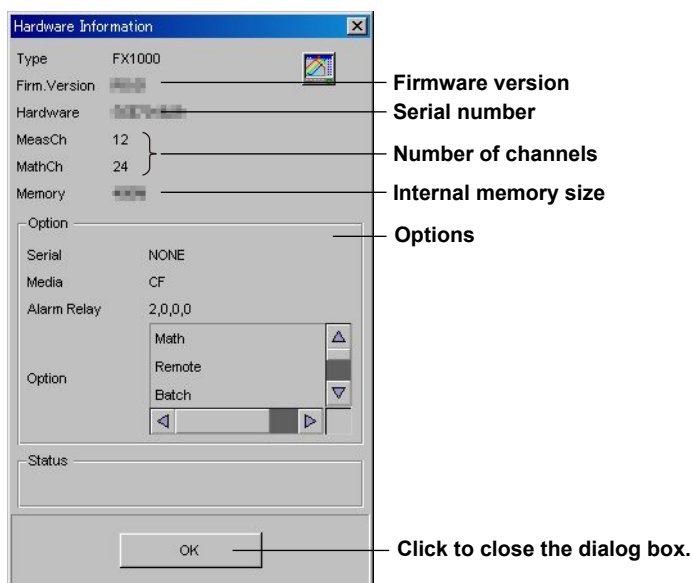 Hardware Information
Type FX1000
Firm.Version
Firmware version
Hardware
Serial number
MeasCh 12
MathCh 24
Number of channels
Memory
Internal memory size
Option
Options
Serial NONE
Media CF
Alarm Relay 2,0,0,0
Option
Math
Remote
Batch
Status
OK
Click to close the dialog box.